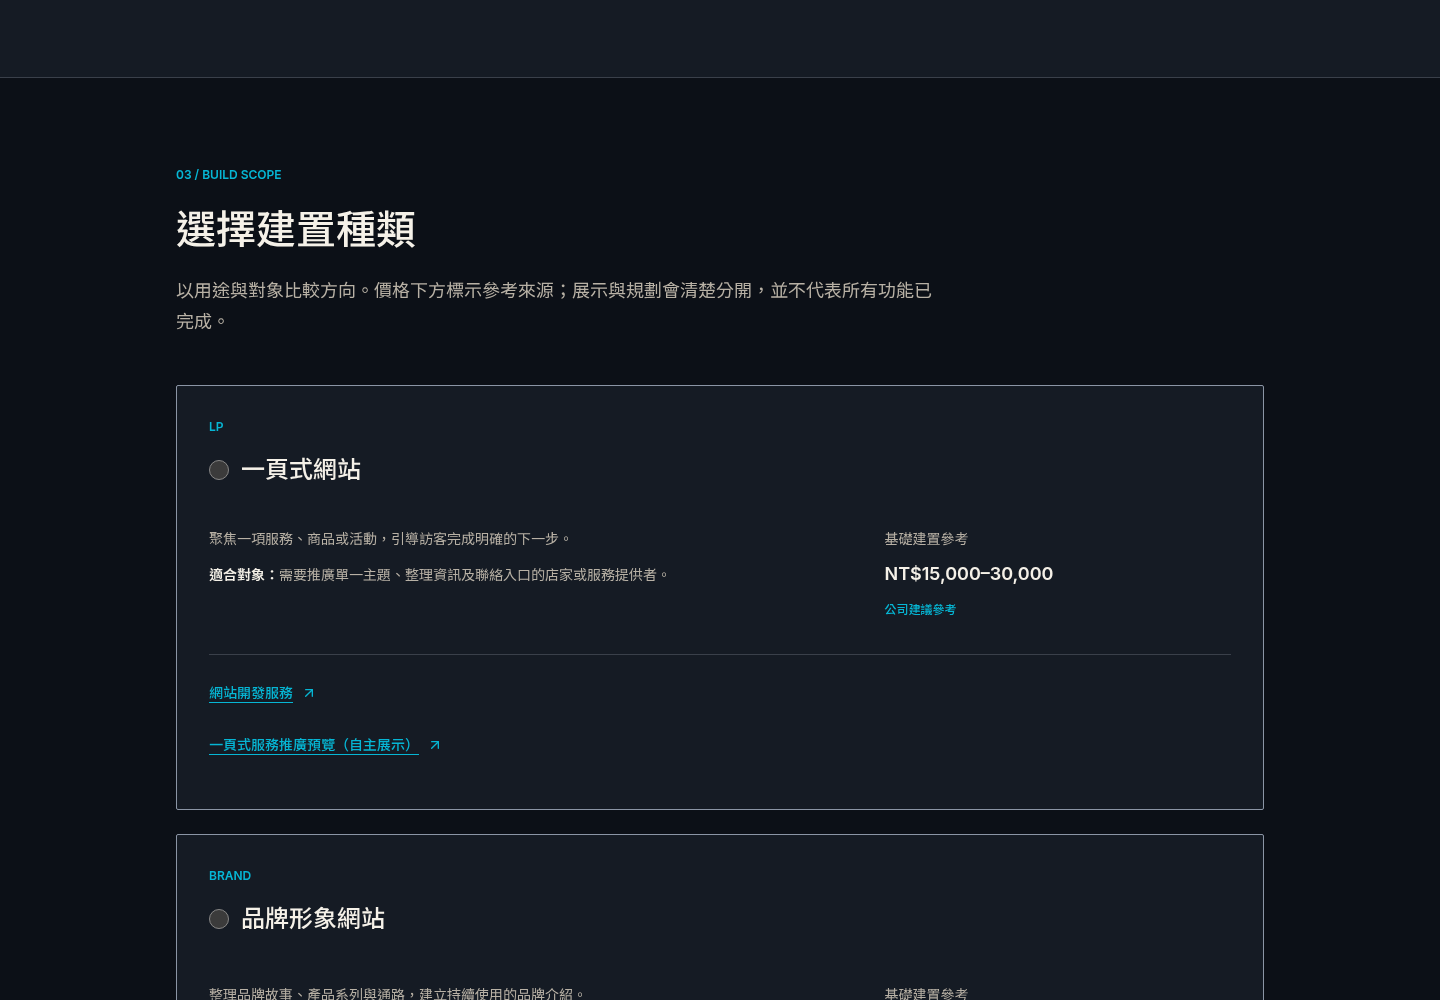 03 / BUILD SCOPE
選擇建置種類
以用途與對象比較方向。價格下方標示參考來源；展示與規劃會清楚分開，並不代表所有功能已
完成。
LP
一頁式網站
聚焦一項服務、商品或活動，引導訪客完成明確的下一步。
適合對象：需要推廣單一主題、整理資訊及聯絡入口的店家或服務提供者。
基礎建置參考
NT$15,000–30,000
公司建議參考
網站開發服務
一頁式服務推廣預覽（自主展示）
BRAND
品牌形象網站
整理品牌故事、產品系列與通路，建立持續使用的品牌介紹。
基礎建置參考